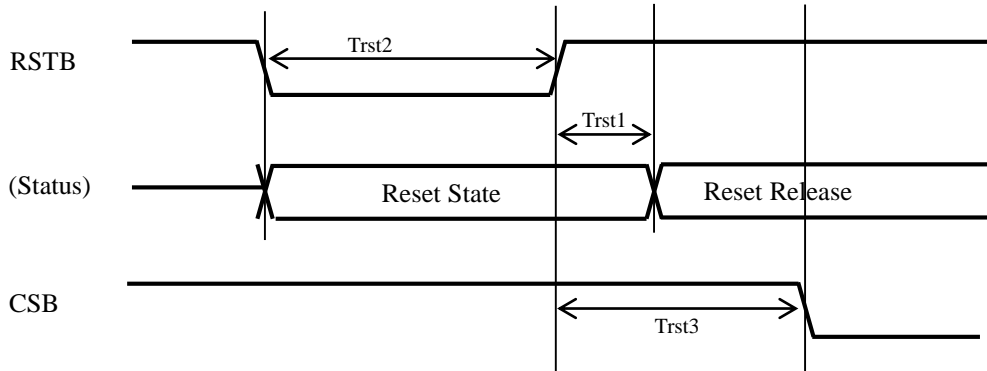 RSTB
Trst2
Trst1
(Status)
Reset State
Reset Release
CSB
Trst3